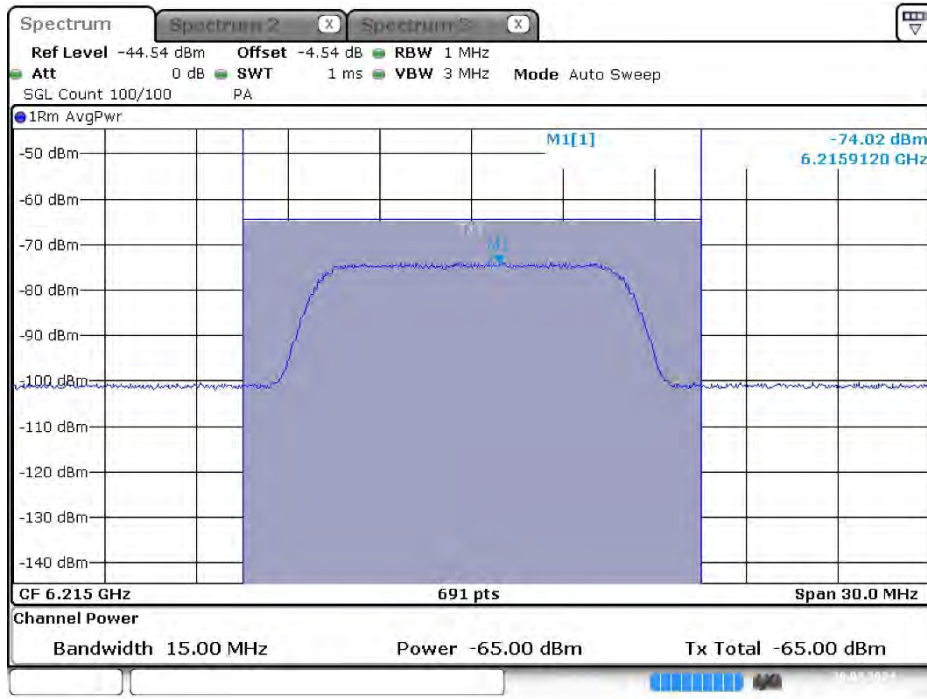 Spectrum Spectrum 2 X Spectrum 3 X
Ref Level -44.54 dBm Offset -4.54 dB RBW 1 MHz
Att 0 dB SWT 1 ms VBW 3 MHz Mode Auto Sweep
SGL Count 100/100 PA
1Rm AvgPwr
M1[1] -74.02 dBm
6.2159120 GHz
-50 dBm
-60 dBm
-70 dBm
M1
-80 dBm
-90 dBm
-100 dBm
-110 dBm
-120 dBm
-130 dBm
-140 dBm
CF 6.215 GHz 691 pts Span 30.0 MHz
Channel Power
Bandwidth 15.00 MHz Power -65.00 dBm Tx Total -65.00 dBm